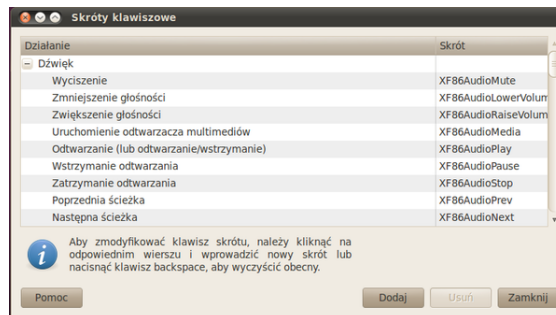 Skróty klawiszowe
Działanie Skrót
Dźwięk
Wyciszenie XF86AudioMute
Zmniejszenie głośności XF86AudioLowerVolum
Zwiększenie głośności XF86AudioRaiseVolum
Uruchomienie odtwarzacza multimediów XF86AudioMedia
Odtwarzanie (lub odtwarzanie/wstrzymanie) XF86AudioPlay
Wstrzymanie odtwarzania XF86AudioPause
Zatrzymanie odtwarzania XF86AudioStop
Poprzednia ścieżka XF86AudioPrev
Następna ścieżka XF86AudioNext
Aby zmodyfikować klawisz skrótu, należy kliknąć na
odpowiednim wierszu i wprowadzić nowy skrót lub
nacisnąć klawisz backspace, aby wyczyścić obecny.
Pomoc Dodaj Usuń Zamknij